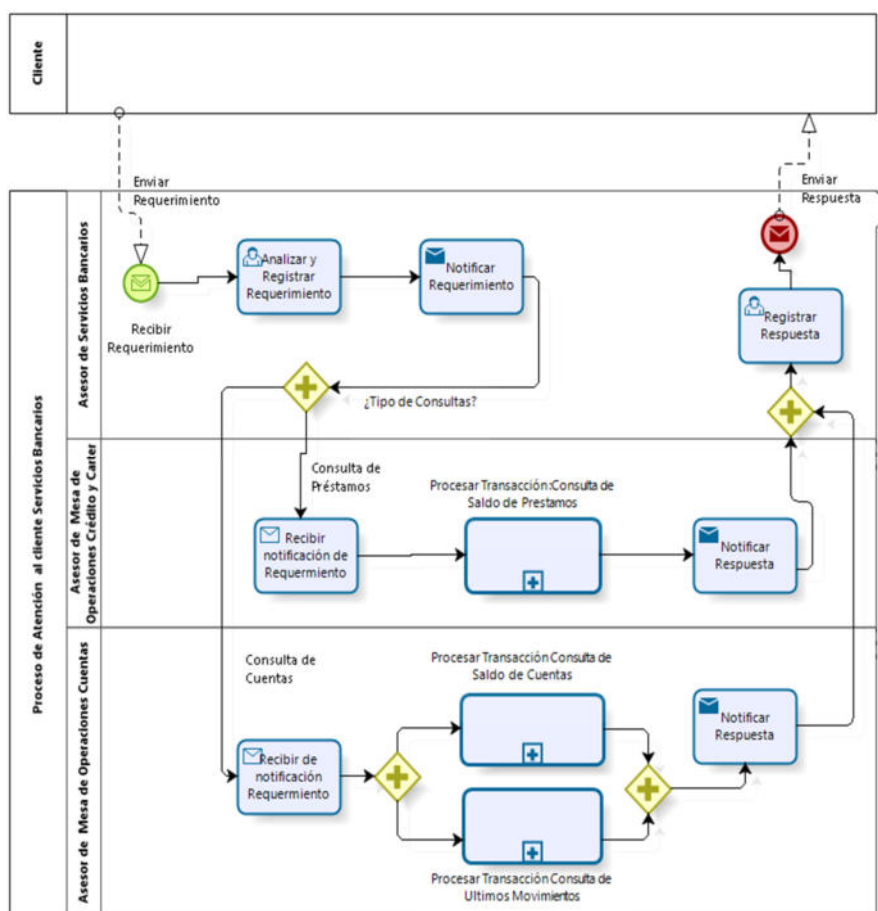 Cliente
Enviar
Requerimiento
Enviar
Respuesta
Proceso de Atención al cliente Servicios Bancarios
Asesor de Servicios Bancarios
Analizar y
Registrar
Requerimiento
Notificar
Requerimiento
Recibir
Requerimiento
Registrar
Respuesta
¿Tipo de Consultas?
Asesor de Mesa de
Operaciones Crédito y Carter
Consulta de
Préstamos
Procesar Transacción:Consulta de
Saldo de Prestamos
Recibir
notificación de
Requermiento
Notificar
Respuesta
Asesor de Mesa de Operaciones Cuentas
Consulta de
Cuentas
Procesar Transacción Consulta de
Saldo de Cuentas
Notificar
Respuesta
Recibir de
notificación
Requermiento
Procesar Transacción Consulta de
Ultimos Movimientos